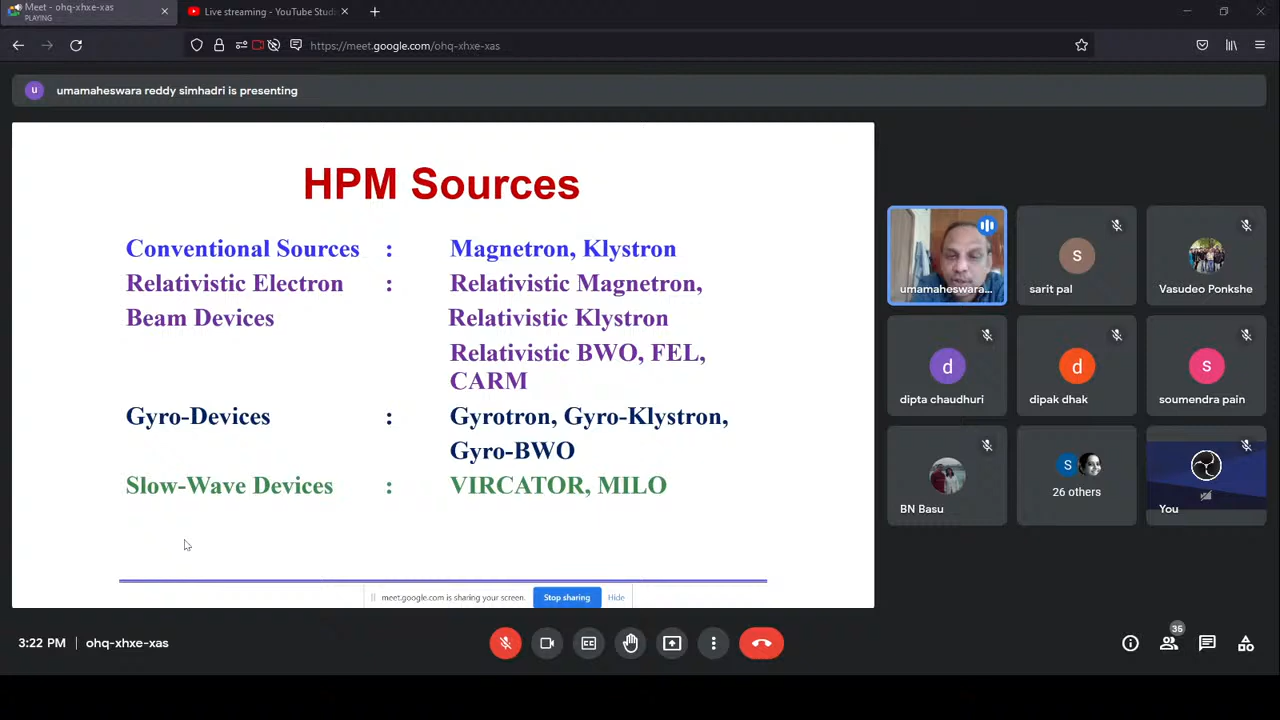 Meet - ohq-xhxe-xas
PLAYING
Live streaming - YouTube Stud
https://meet.google.com/ohq-xhxe-xas
u
umamaheswara reddy simhadri is presenting
HPM Sources
Conventional Sources : Magnetron, Klystron
Relativistic Electron : Relativistic Magnetron,
Beam Devices Relativistic Klystron
Relativistic BWO, FEL,
CARM
Gyro-Devices : Gyrotron, Gyro-Klystron,
Gyro-BWO
Slow-Wave Devices : VIRCATOR, MILO
meet.google.com is sharing your screen. Stop sharing Hide
umamaheswara...
s
sarit pal
Vasudeo Ponkshe
d
dipta chaudhuri
d
dipak dhak
s
soumendra pain
BN Basu
S
26 others
You
3:22 PM | ohq-xhxe-xas
36